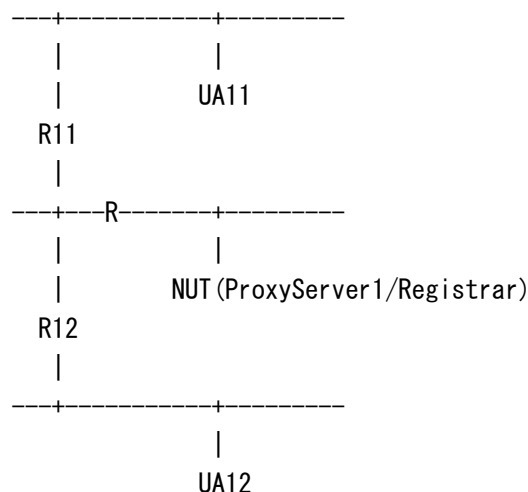 UA11
R11
R
NUT(ProxyServer1/Registrar)
R12
UA12